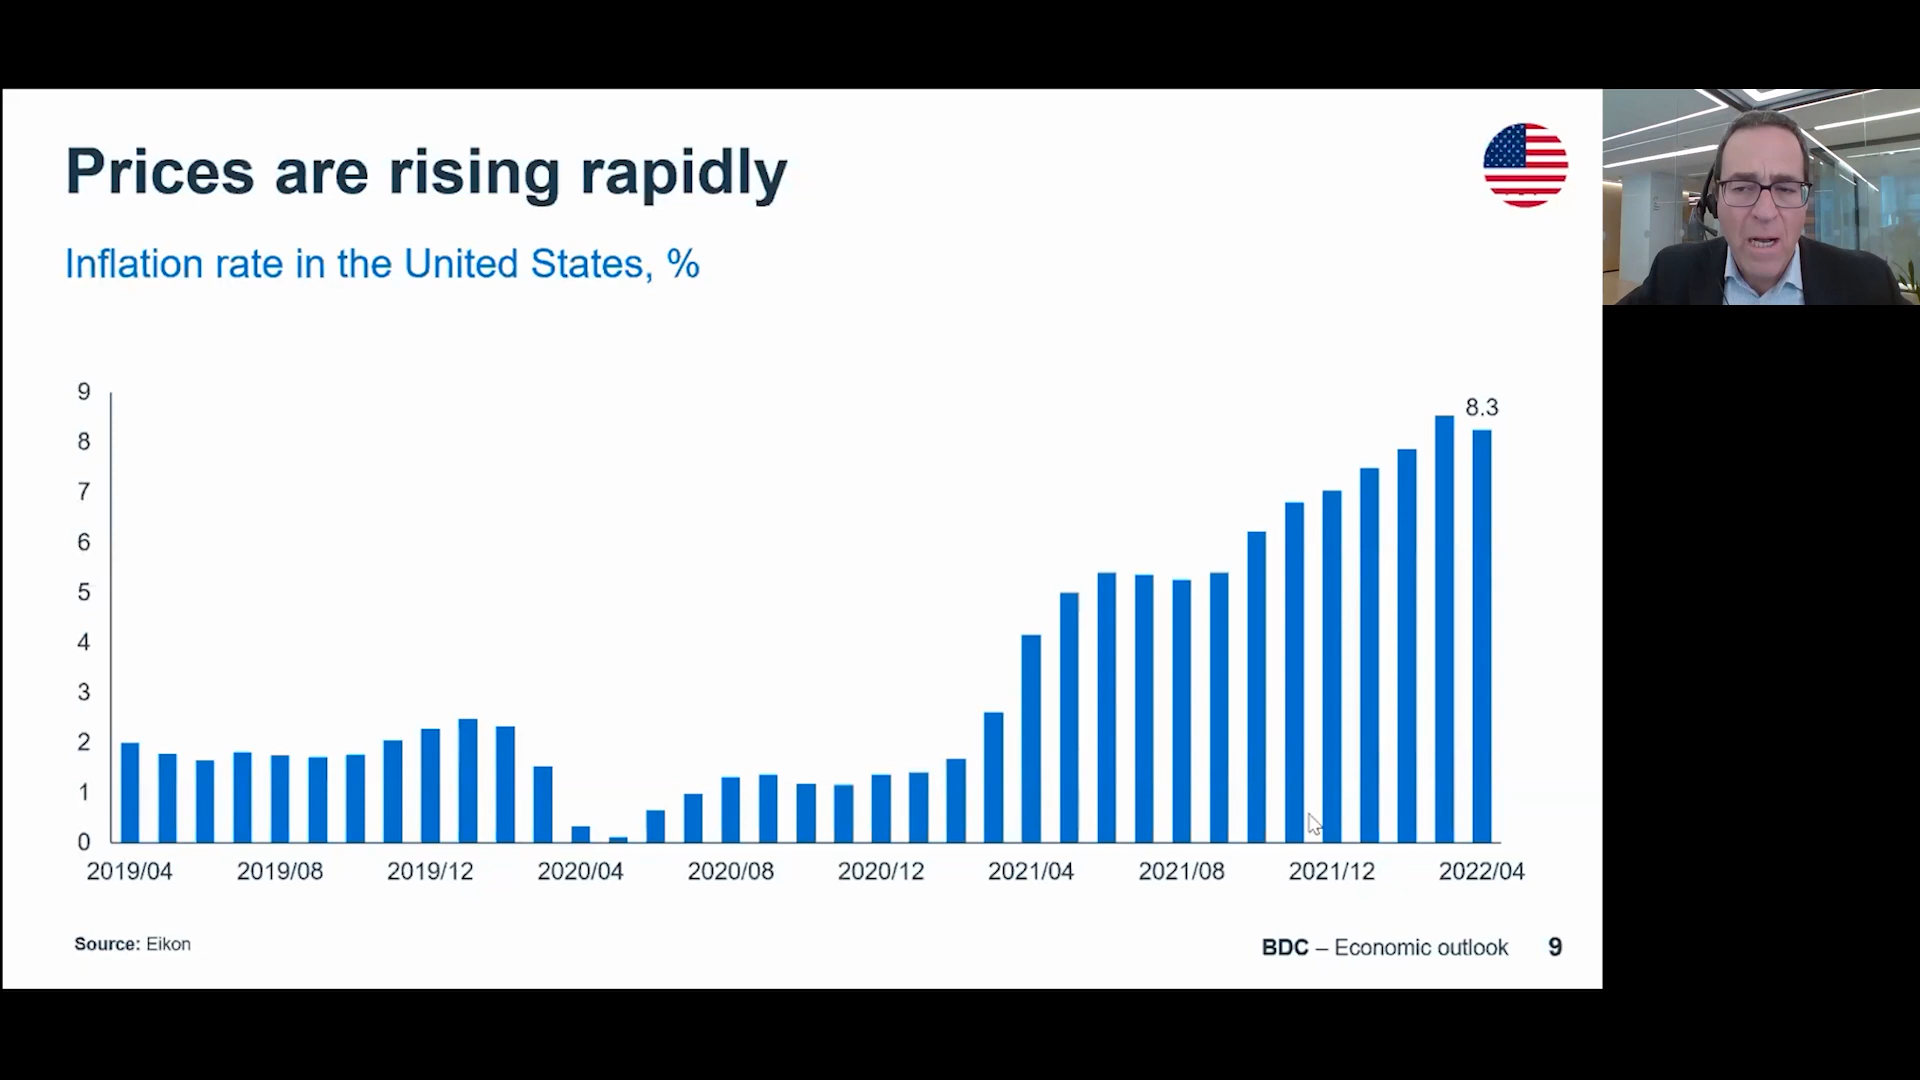 Prices are rising rapidly
Inflation rate in the United States, %
9
8.3
8
7
6
5
4
3
2
1
0
2019/04 2019/08 2019/12 2020/04 2020/08 2020/12 2021/04 2021/08 2021/12 2022/04
Source: Eikon
BDC – Economic outlook 9